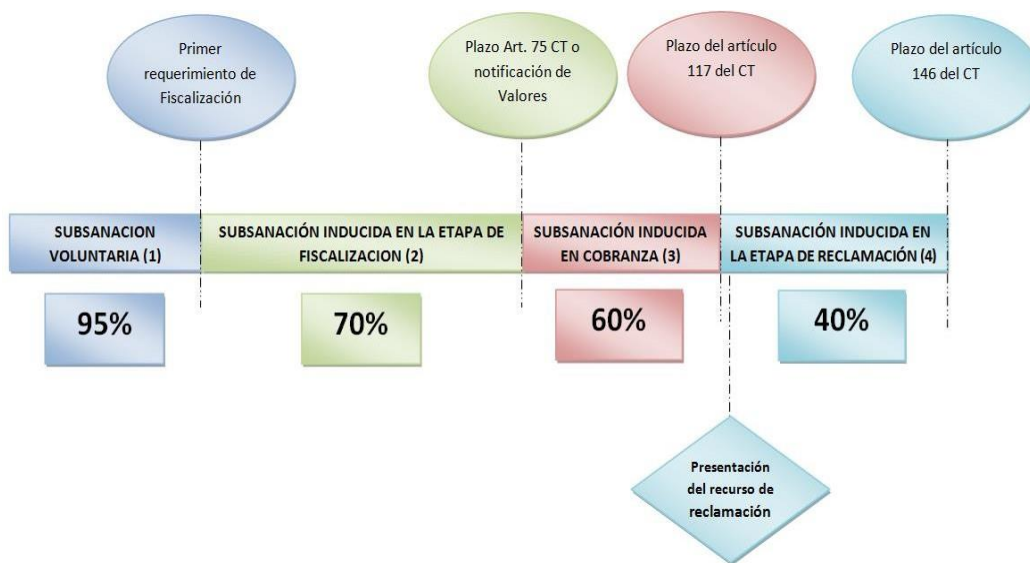 Primer
requerimiento de
Fiscalización
Plazo Art. 75 CT o
notificación de
Valores
Plazo del artículo
117 del CT
Plazo del artículo
146 del CT
SUBSANACION
VOLUNTARIA (1)
SUBSANACIÓN INDUCIDA EN LA ETAPA DE
FISCALIZACION (2)
SUBSANACIÓN INDUCIDA
EN COBRANZA (3)
SUBSANACIÓN INDUCIDA EN
LA ETAPA DE RECLAMACIÓN (4)
95%
70%
60%
40%
Presentación
del recurso de
reclamación